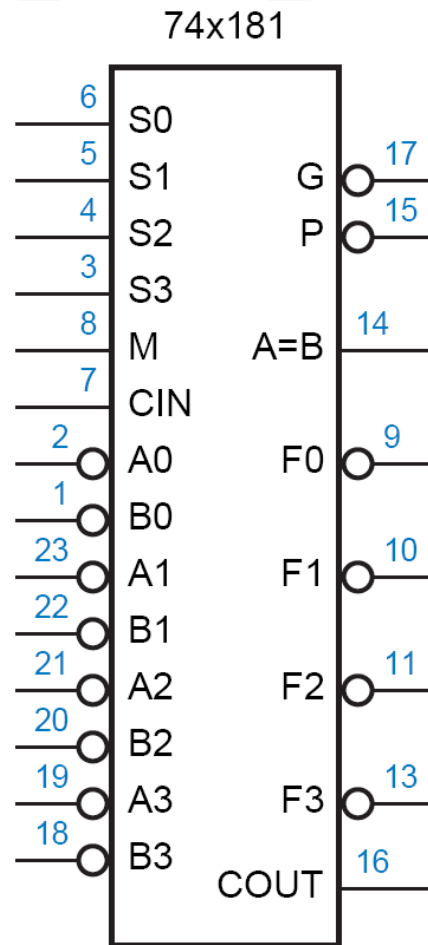 74x181
6 S0
5 S1
G 17
4 S2
P 15
3 S3
8 M
A=B 14
7 CIN
2 A0
F0 9
1 B0
23 A1
F1 10
22 B1
21 A2
F2 11
20 B2
19 A3
F3 13
18 B3
COUT 16